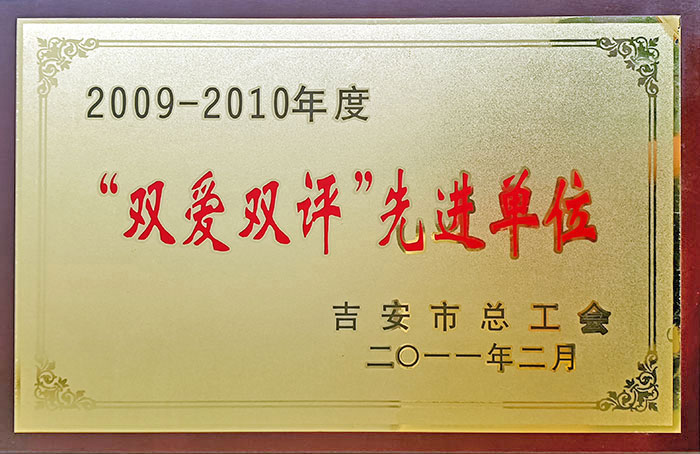 2009-2010年度
“双爱双评”先进单位
吉安市总工会
二〇一一年二月